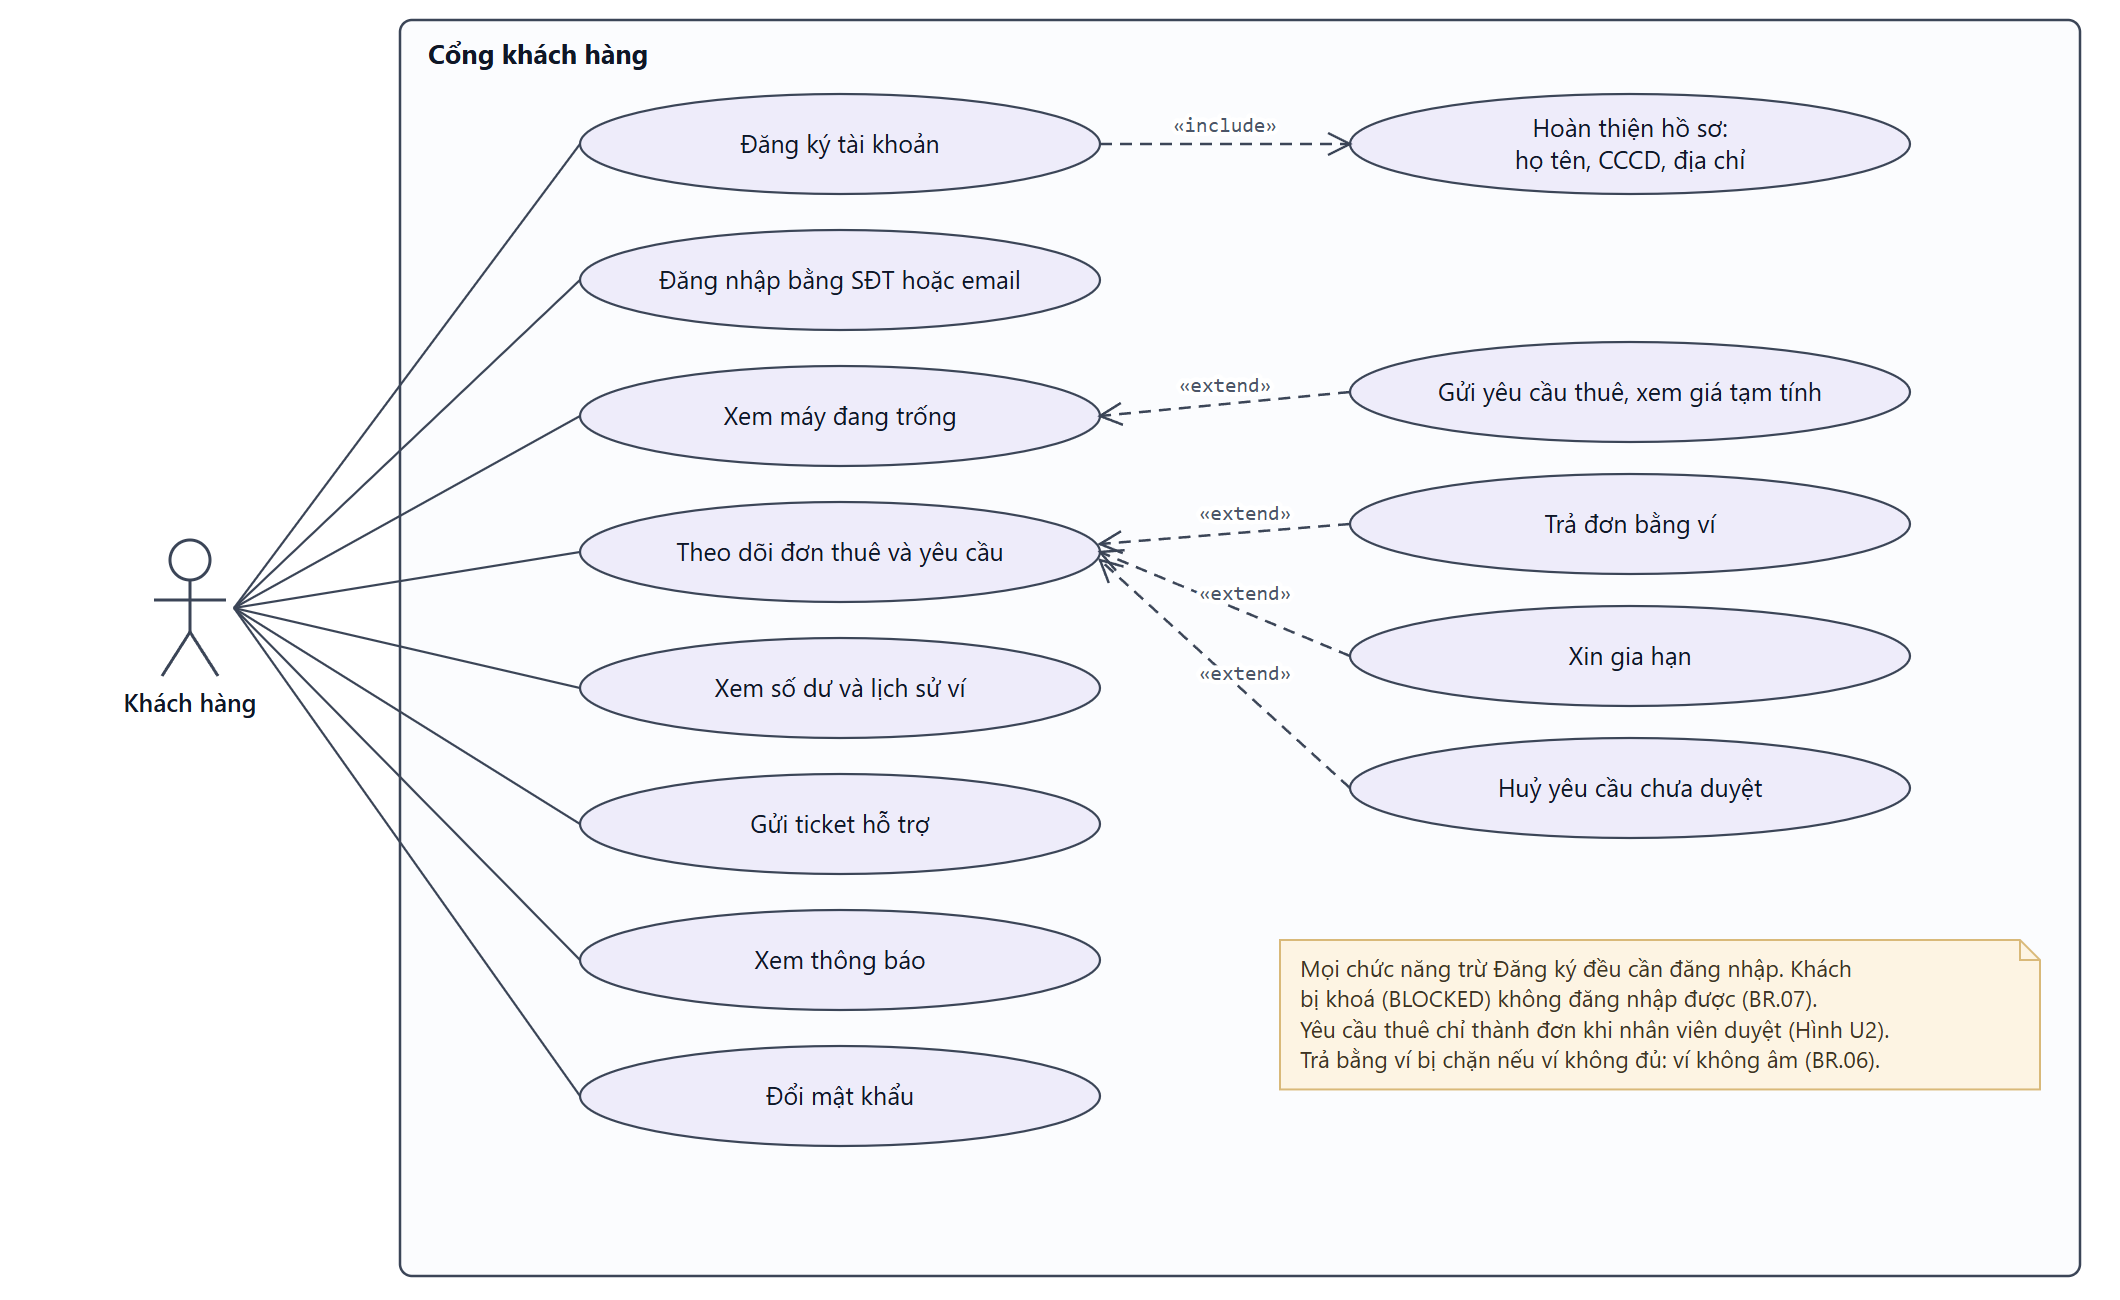 Cổng khách hàng
Đăng ký tài khoản
«include»
Hoàn thiện hồ sơ:
họ tên, CCCD, địa chỉ
Đăng nhập bằng SĐT hoặc email
Xem máy đang trống
«extend»
Gửi yêu cầu thuê, xem giá tạm tính
Theo dõi đơn thuê và yêu cầu
«extend»
Trả đơn bằng ví
«extend»
Xin gia hạn
«extend»
Huỷ yêu cầu chưa duyệt
Khách hàng
Xem số dư và lịch sử ví
Gửi ticket hỗ trợ
Xem thông báo
Đổi mật khẩu
Mọi chức năng trừ Đăng ký đều cần đăng nhập. Khách
bị khoá (BLOCKED) không đăng nhập được (BR.07).
Yêu cầu thuê chỉ thành đơn khi nhân viên duyệt (Hình U2).
Trả bằng ví bị chặn nếu ví không đủ: ví không âm (BR.06).